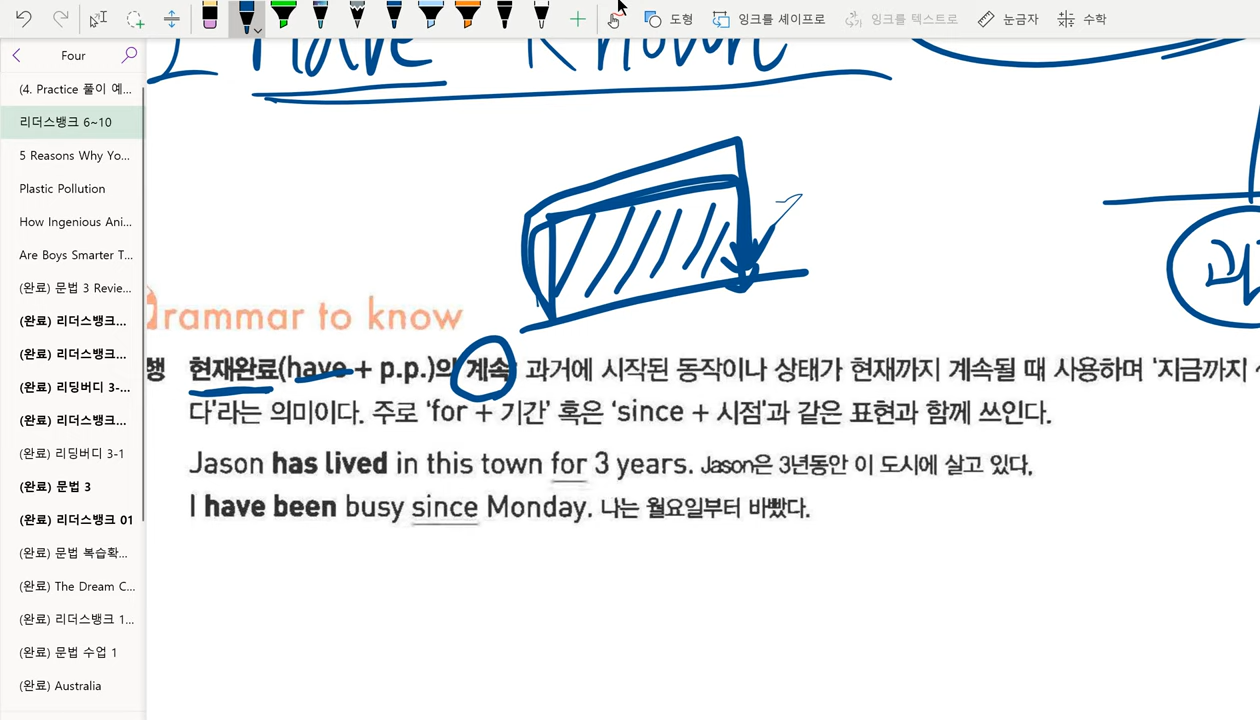 도형
잉크를 셰이프로
잉크를 텍스트로
눈금자
수학
Four
(4. Practice 풀이 예...
리더스뱅크 6~10
5 Reasons Why Yo...
Plastic Pollution
How Ingenious Ani...
Are Boys Smarter T...
(완료) 문법 3 Revie...
(완료) 리더스뱅크...
(완료) 리더스뱅크...
(완료) 리딩버디 3-...
(완료) 리더스뱅크...
(완료) 리딩버디 3-1
(완료) 문법 3
(완료) 리더스뱅크 01
(완료) 문법 복습확...
(완료) The Dream C...
(완료) 리더스뱅크 1...
(완료) 문법 수업 1
(완료) Australia
I Have Known
과
Grammar to know
행 현재완료(have + p.p.)의 계속: 과거에 시작된 동작이나 상태가 현재까지 계속될 때 사용하며 '지금까지
다'라는 의미이다. 주로 'for + 기간' 혹은 'since + 시점'과 같은 표현과 함께 쓰인다.
Jason has lived in this town for 3 years. Jason은 3년동안 이 도시에 살고 있다.
I have been busy since Monday. 나는 월요일부터 바빴다.